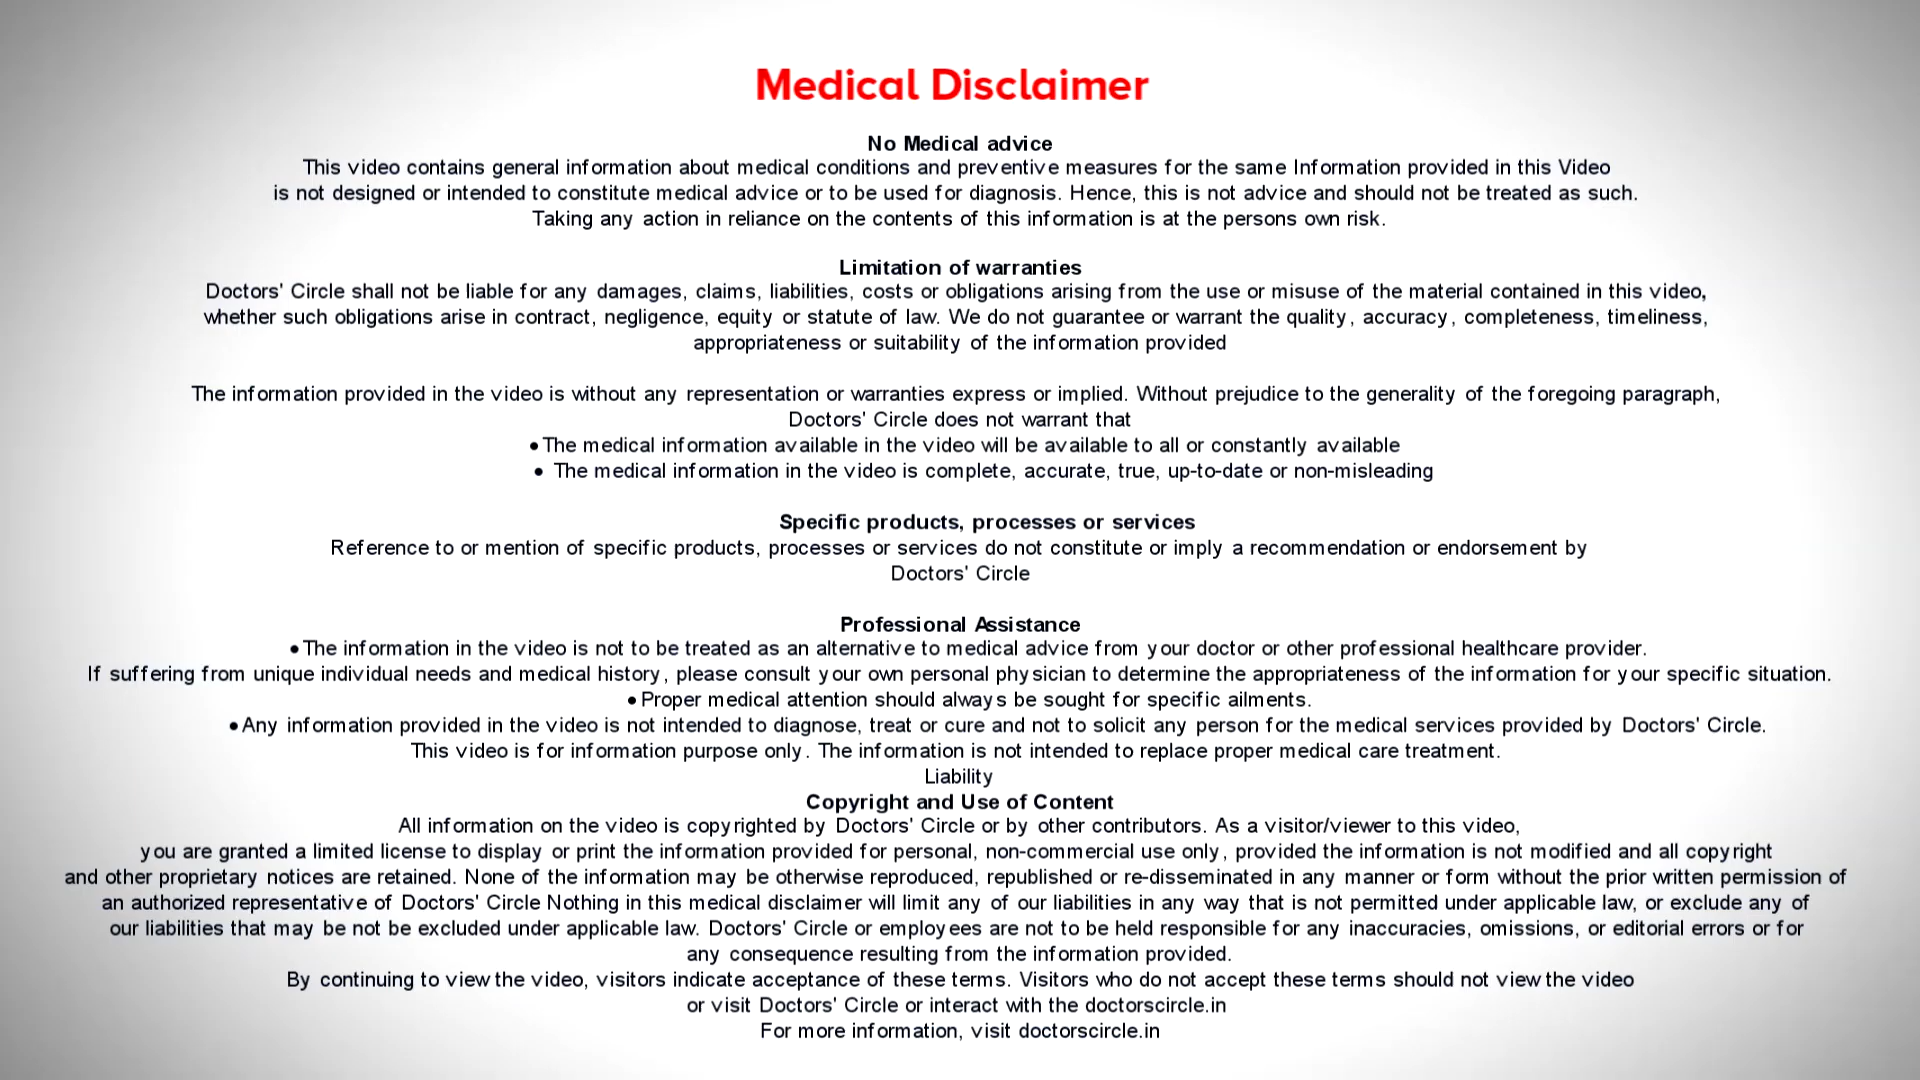 Medical Disclaimer
No Medical advice
This video contains general information about medical conditions and preventive measures for the same Information provided in this Video
is not designed or intended to constitute medical advice or to be used for diagnosis. Hence, this is not advice and should not be treated as such.
Taking any action in reliance on the contents of this information is at the persons own risk.
Limitation of warranties
Doctors' Circle shall not be liable for any damages, claims, liabilities, costs or obligations arising from the use or misuse of the material contained in this video,
whether such obligations arise in contract, negligence, equity or statute of law. We do not guarantee or warrant the quality, accuracy, completeness, timeliness,
appropriateness or suitability of the information provided
The information provided in the video is without any representation or warranties express or implied. Without prejudice to the generality of the foregoing paragraph,
Doctors' Circle does not warrant that
• The medical information available in the video will be available to all or constantly available
• The medical information in the video is complete, accurate, true, up-to-date or non-misleading
Specific products, processes or services
Reference to or mention of specific products, processes or services do not constitute or imply a recommendation or endorsement by
Doctors' Circle
Professional Assistance
• The information in the video is not to be treated as an alternative to medical advice from your doctor or other professional healthcare provider.
If suffering from unique individual needs and medical history, please consult your own personal physician to determine the appropriateness of the information for your specific situation.
• Proper medical attention should always be sought for specific ailments.
• Any information provided in the video is not intended to diagnose, treat or cure and not to solicit any person for the medical services provided by Doctors' Circle.
This video is for information purpose only. The information is not intended to replace proper medical care treatment.
Liability
Copyright and Use of Content
All information on the video is copyrighted by Doctors' Circle or by other contributors. As a visitor/viewer to this video,
you are granted a limited license to display or print the information provided for personal, non-commercial use only, provided the information is not modified and all copyright
and other proprietary notices are retained. None of the information may be otherwise reproduced, republished or re-disseminated in any manner or form without the prior written permission of
an authorized representative of Doctors' Circle Nothing in this medical disclaimer will limit any of our liabilities in any way that is not permitted under applicable law, or exclude any of
our liabilities that may be not be excluded under applicable law. Doctors' Circle or employees are not to be held responsible for any inaccuracies, omissions, or editorial errors or for
any consequence resulting from the information provided.
By continuing to view the video, visitors indicate acceptance of these terms. Visitors who do not accept these terms should not view the video
or visit Doctors' Circle or interact with the doctorscircle.in
For more information, visit doctorscircle.in